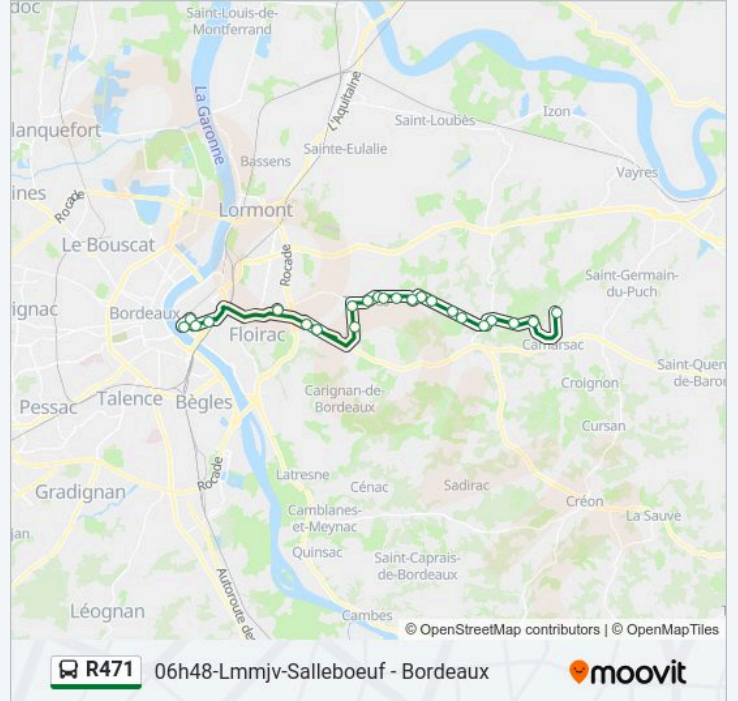 doc
Saint-Louis-de-
Montferrand
La Garonne
L'Aquitaine
Izon
Saint-Loubès
lanquefort
Sainte-Eulalie
Bassens
Vayres
ines
Rocade
Lormont
Le Bouscat
Rocade
Saint-Germain-
du-Puch
ignac
Bordeaux
Floirac
Camarsac
Saint-Quen
de-Baron
Croignon
Carignan-de-
Bordeaux
Pessac
Talence
Bègles
Cursan
Rocade
Latresne
Cénac
Sadirac
Gradignan
Créon
La Sauve
Camblanes-
et-Meynac
jan
Quinsac
Saint-Caprais-
de-Bordeaux
Autoroute de
Léognan
Cambes
© OpenStreetMap contributors | © OpenMapTiles
R471 06h48-Lmmjv-Salleboeuf - Bordeaux
moovit